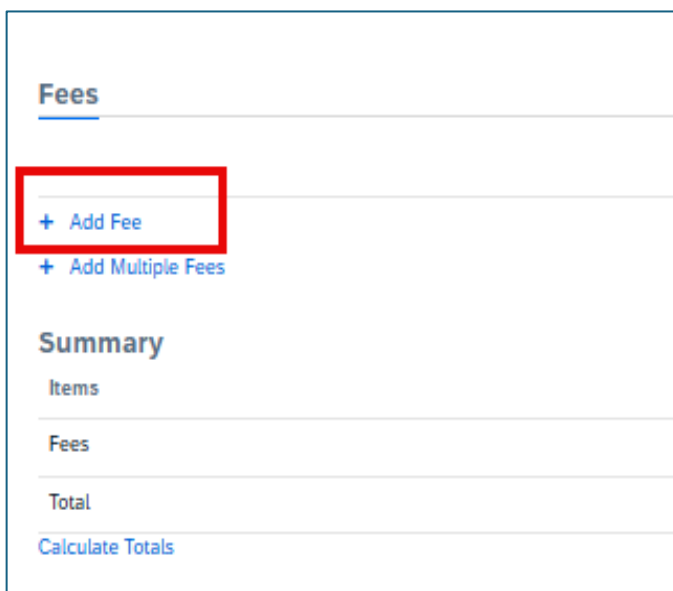 Fees
+ Add Fee
+ Add Multiple Fees
Summary
Items
Fees
Total
Calculate Totals